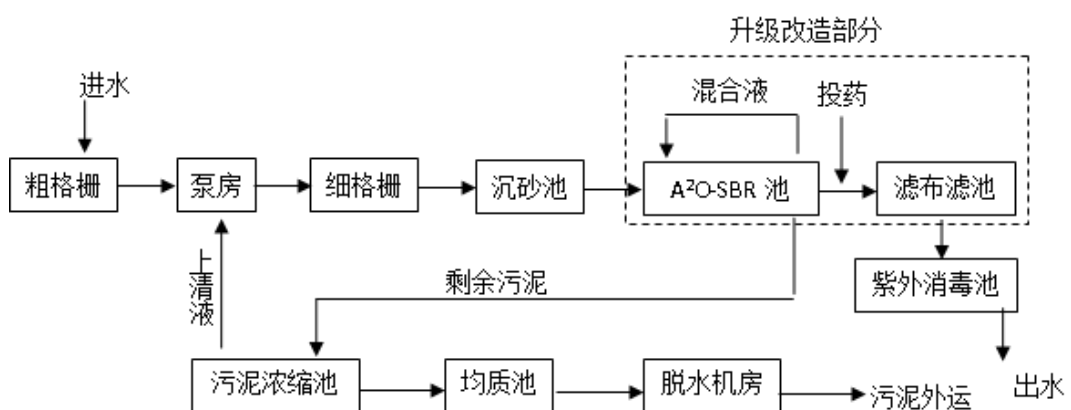 升级改造部分
进水
混合液
投药
粗格栅
泵房
细格栅
沉砂池
A²O-SBR 池
滤布滤池
上清液
剩余污泥
紫外消毒池
污泥浓缩池
均质池
脱水机房
污泥外运
出水